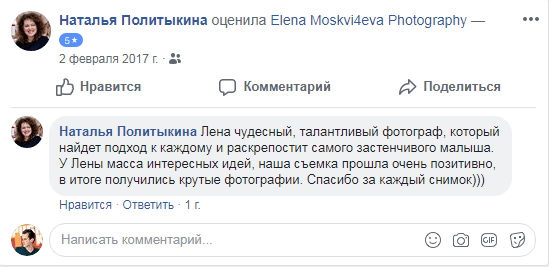 Наталья Политыкина оценила Elena Moskvi4eva Photography —
5★
2 февраля 2017 г. ·
Нравится Комментарий Поделиться
Наталья Политыкина Лена чудесный, талантливый фотограф, который
найдет подход к каждому и раскрепостит самого застенчивого малыша.
У Лены масса интересных идей, наша съемка прошла очень позитивно,
в итоге получились крутые фотографии. Спасибо за каждый снимок)))
Нравится · Ответить · 1 г.
Написать комментарий...
GIF